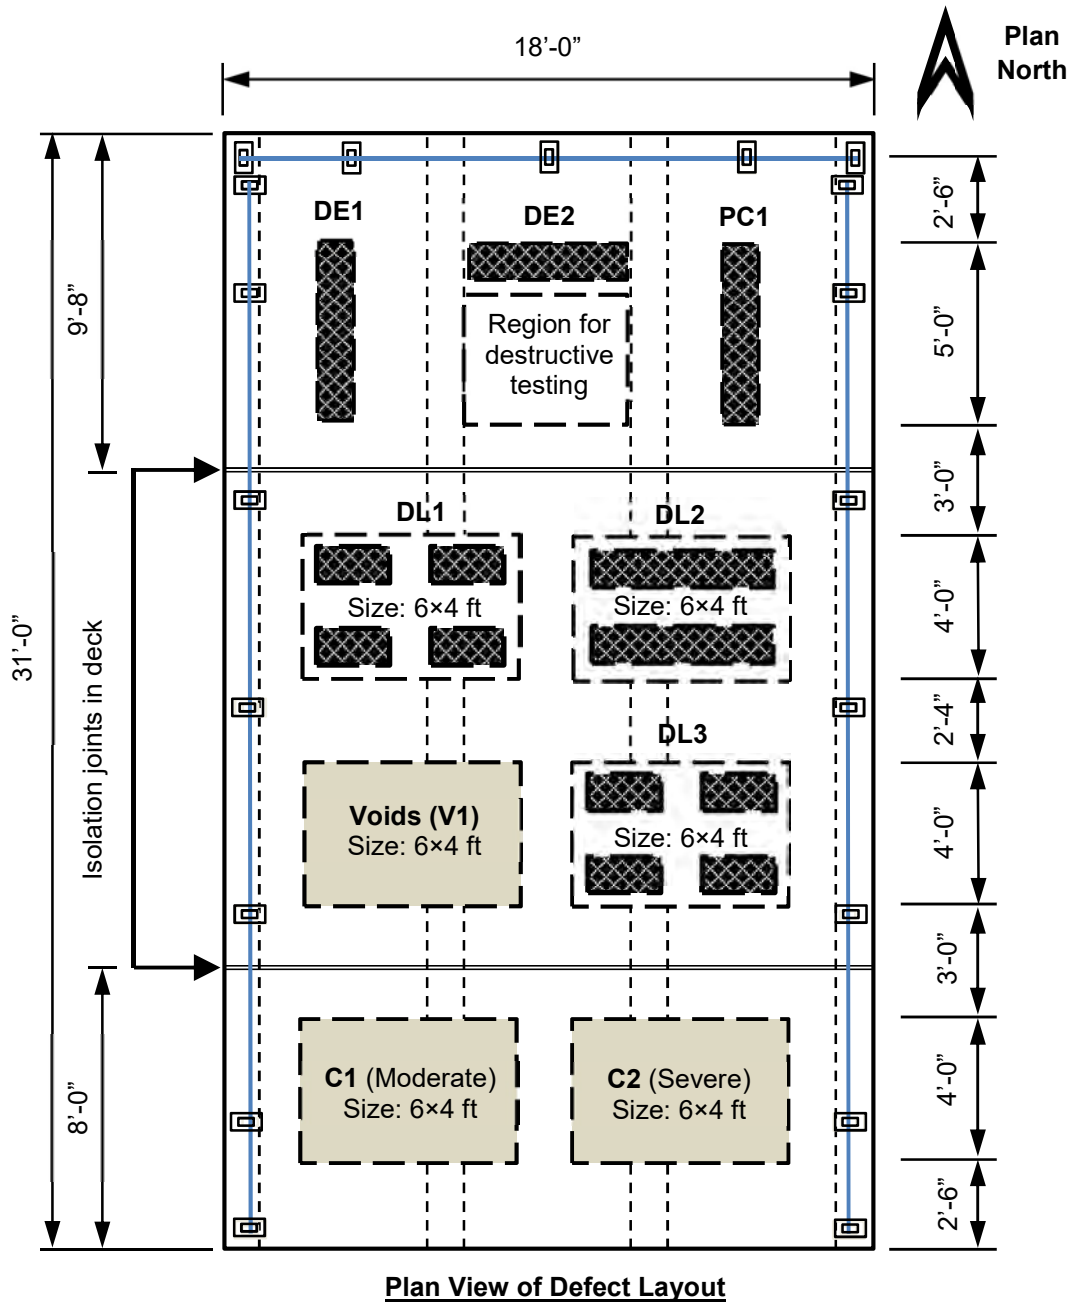 18’-0”
Plan
North
DE1
DE2
PC1
2’-6”
9’-8”
Region for
destructive
testing
5’-0”
3’-0”
DL1
DL2
Size: 6×4 ft
Size: 6×4 ft
4’-0”
31’-0”
Isolation joints in deck
2’-4”
DL3
Voids (V1)
Size: 6×4 ft
Size: 6×4 ft
4’-0”
3’-0”
8’-0”
C1 (Moderate)
Size: 6×4 ft
C2 (Severe)
Size: 6×4 ft
4’-0”
2’-6”
Plan View of Defect Layout